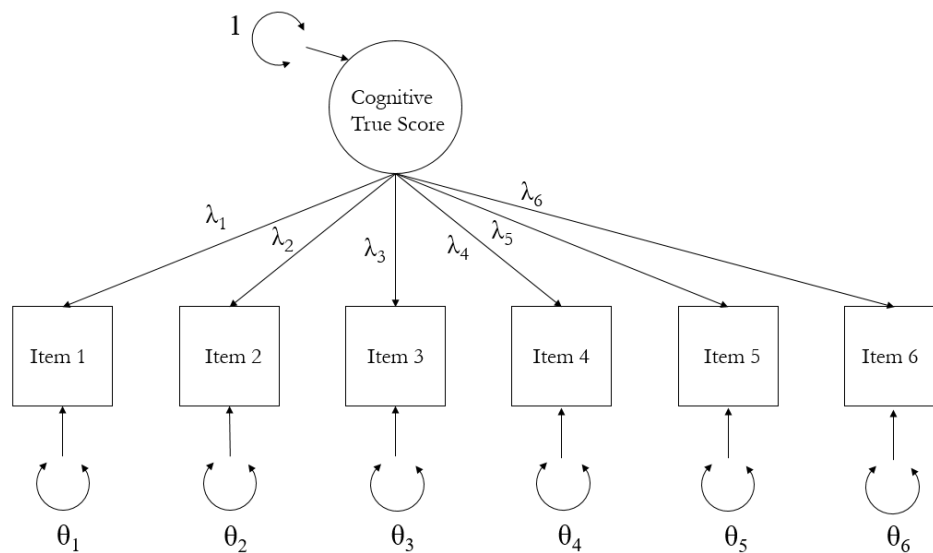 1
Cognitive
True Score
λ₁
λ₂
λ₃
λ₄
λ₅
λ₆
Item 1
Item 2
Item 3
Item 4
Item 5
Item 6
θ₁
θ₂
θ₃
θ₄
θ₅
θ₆